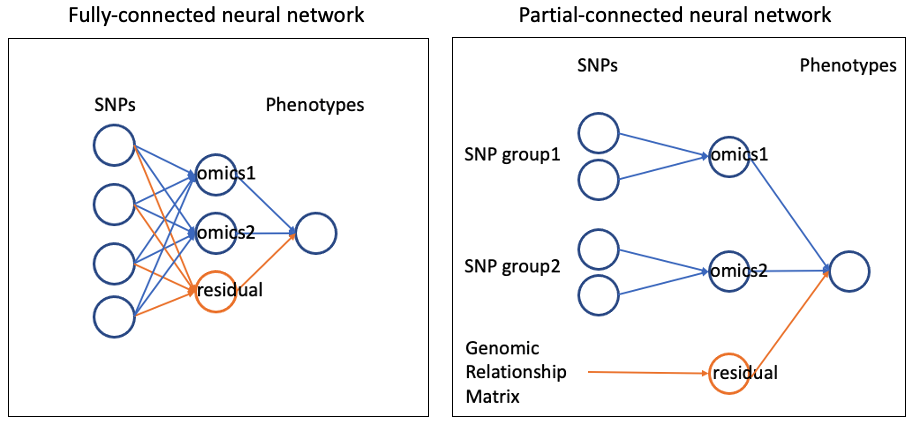 Fully-connected neural network
SNPs
Phenotypes
omics1
omics2
residual
Partial-connected neural network
SNPs
Phenotypes
SNP group1
omics1
SNP group2
omics2
Genomic
Relationship
Matrix
residual